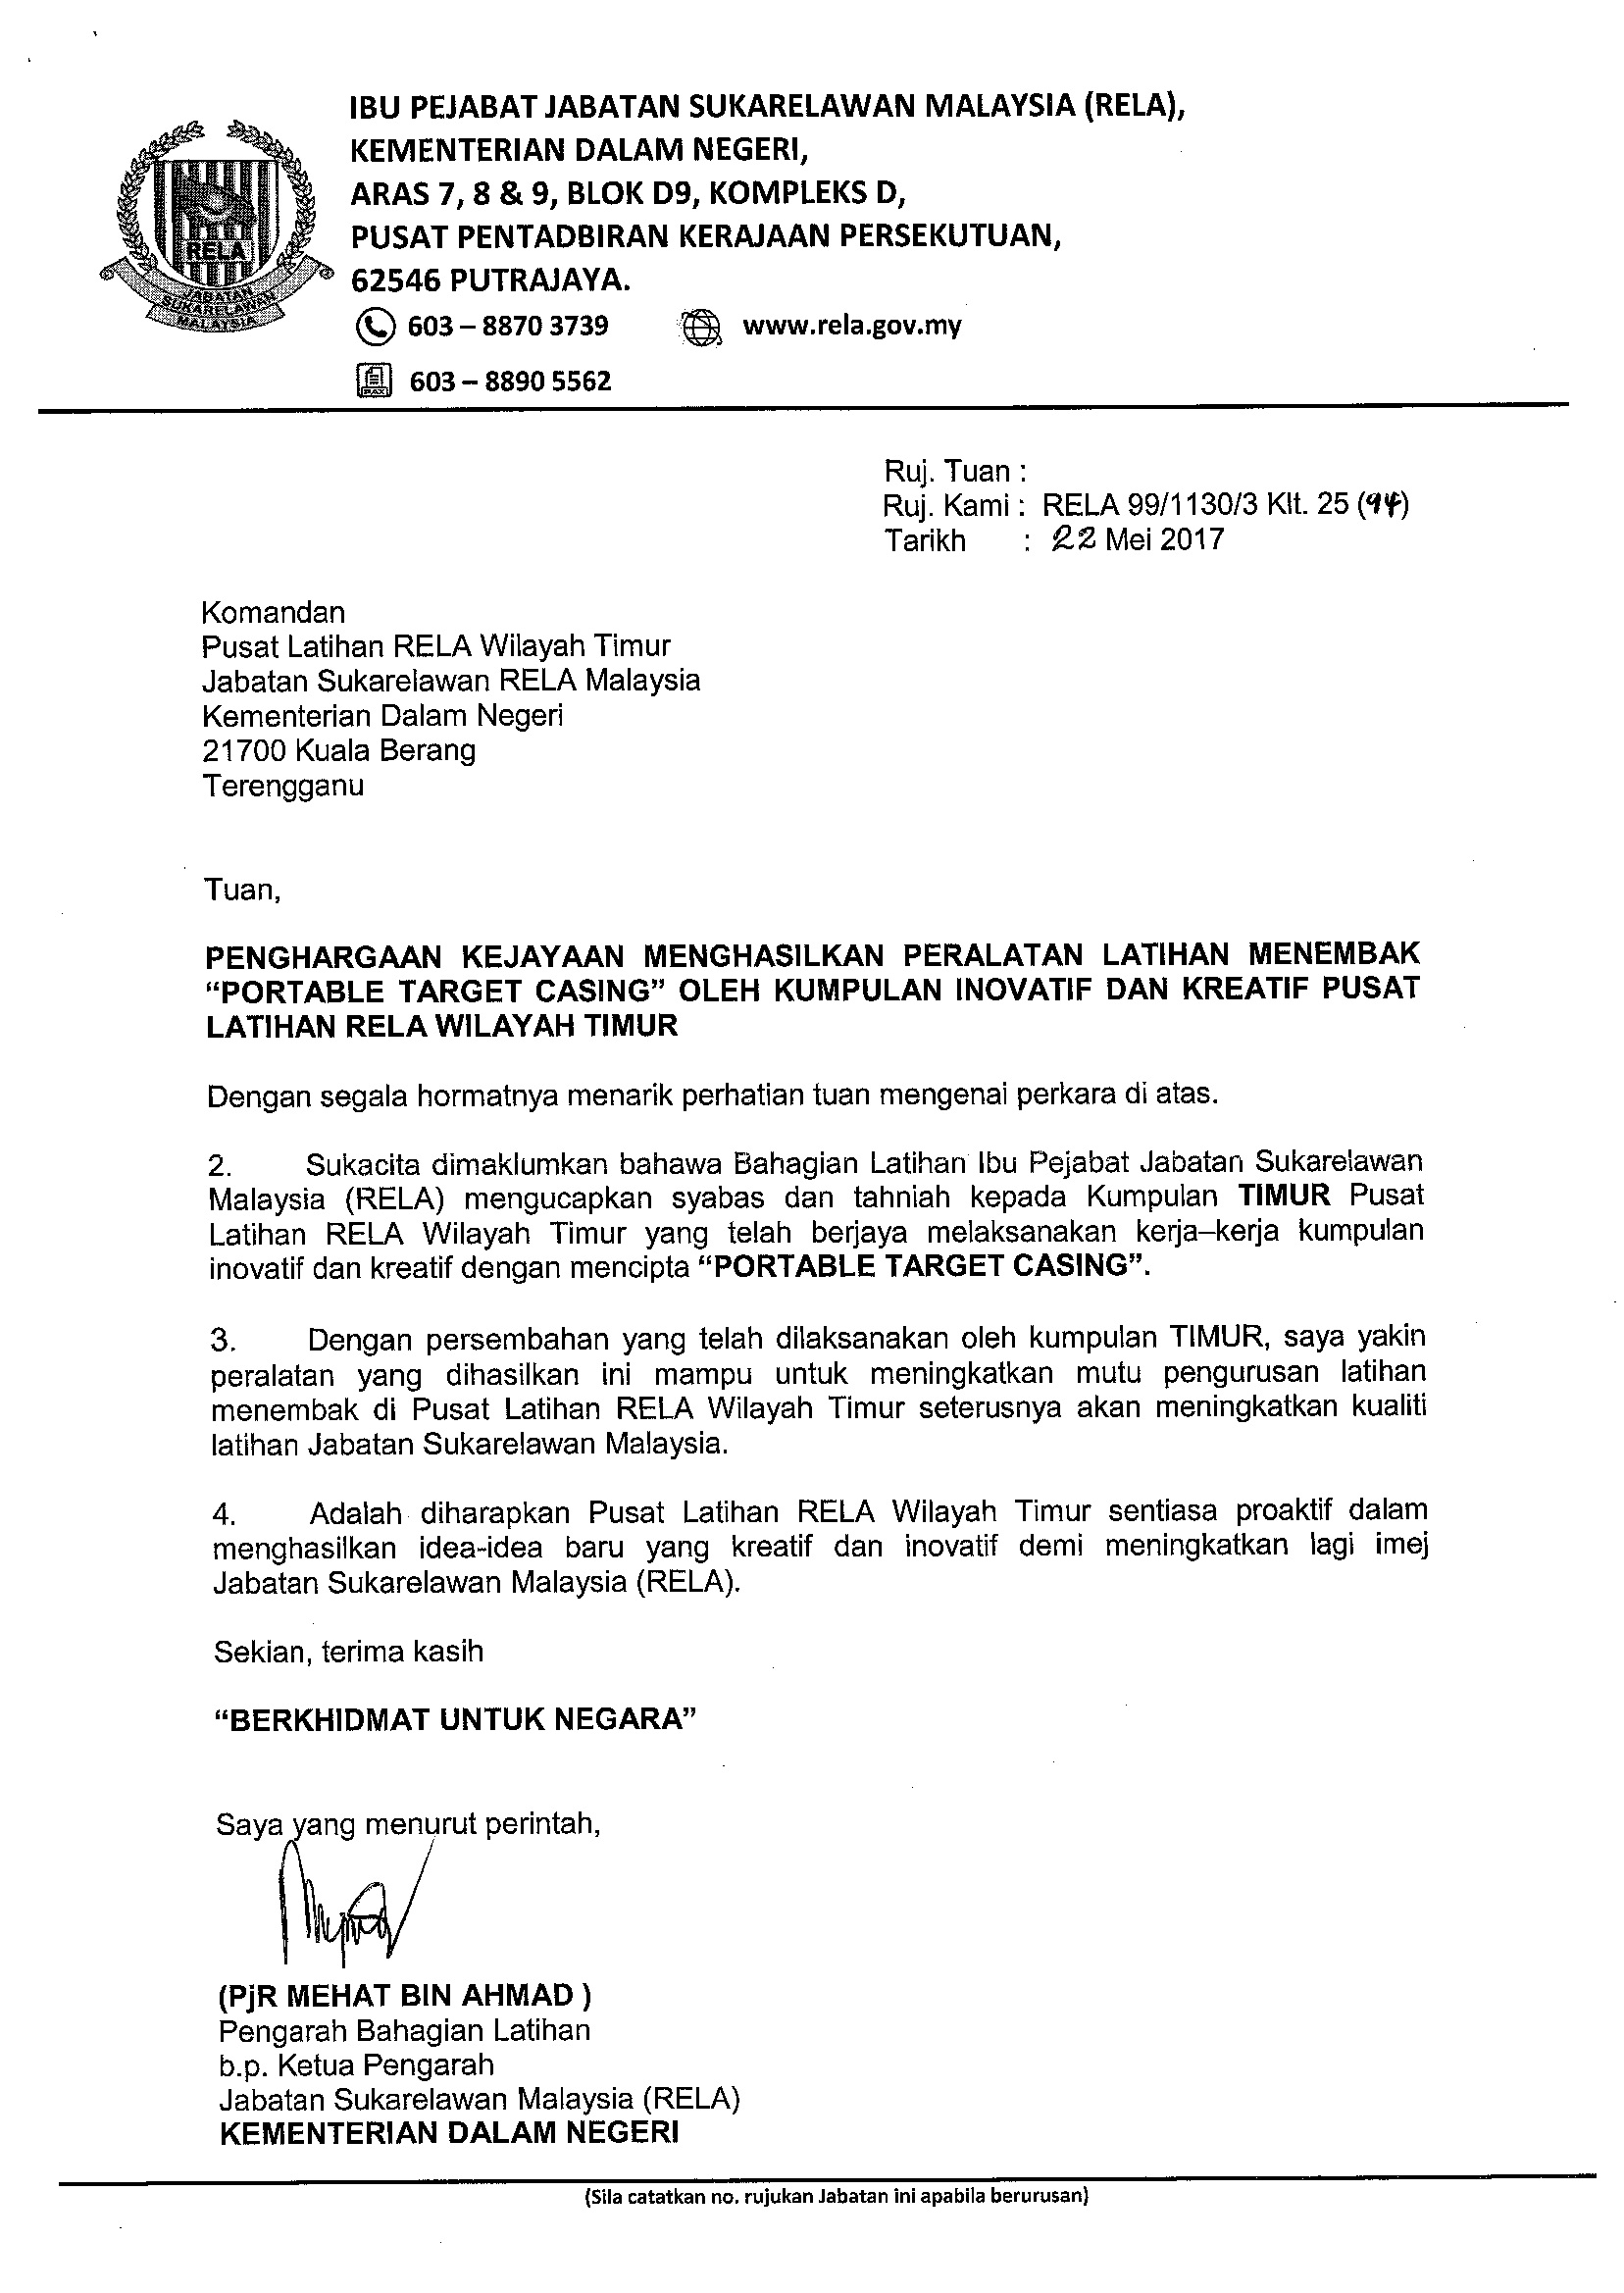 IBU PEJABAT JABATAN SUKARELAWAN MALAYSIA (RELA),
KEMENTERIAN DALAM NEGERI,
ARAS 7, 8 & 9, BLOK D9, KOMPLEKS D,
PUSAT PENTADBIRAN KERAJAAN PERSEKUTUAN,
62546 PUTRAJAYA.
RELA
JABATAN
SUKARELAWAN
MALAYSIA
603 – 8870 3739 www.rela.gov.my
FAX
603 – 8890 5562
Ruj. Tuan :
Ruj. Kami : RELA 99/1130/3 Klt. 25 (94)
Tarikh : 22 Mei 2017
Komandan
Pusat Latihan RELA Wilayah Timur
Jabatan Sukarelawan RELA Malaysia
Kementerian Dalam Negeri
21700 Kuala Berang
Terengganu
Tuan,
PENGHARGAAN KEJAYAAN MENGHASILKAN PERALATAN LATIHAN MENEMBAK
“PORTABLE TARGET CASING” OLEH KUMPULAN INOVATIF DAN KREATIF PUSAT
LATIHAN RELA WILAYAH TIMUR
Dengan segala hormatnya menarik perhatian tuan mengenai perkara di atas.
2. Sukacita dimaklumkan bahawa Bahagian Latihan Ibu Pejabat Jabatan Sukarelawan
Malaysia (RELA) mengucapkan syabas dan tahniah kepada Kumpulan TIMUR Pusat
Latihan RELA Wilayah Timur yang telah berjaya melaksanakan kerja–kerja kumpulan
inovatif dan kreatif dengan mencipta “PORTABLE TARGET CASING”.
3. Dengan persembahan yang telah dilaksanakan oleh kumpulan TIMUR, saya yakin
peralatan yang dihasilkan ini mampu untuk meningkatkan mutu pengurusan latihan
menembak di Pusat Latihan RELA Wilayah Timur seterusnya akan meningkatkan kualiti
latihan Jabatan Sukarelawan Malaysia.
4. Adalah diharapkan Pusat Latihan RELA Wilayah Timur sentiasa proaktif dalam
menghasilkan idea-idea baru yang kreatif dan inovatif demi meningkatkan lagi imej
Jabatan Sukarelawan Malaysia (RELA).
Sekian, terima kasih
“BERKHIDMAT UNTUK NEGARA”
Saya yang menurut perintah,
(PjR MEHAT BIN AHMAD )
Pengarah Bahagian Latihan
b.p. Ketua Pengarah
Jabatan Sukarelawan Malaysia (RELA)
KEMENTERIAN DALAM NEGERI
(Sila catatkan no. rujukan Jabatan ini apabila berurusan)